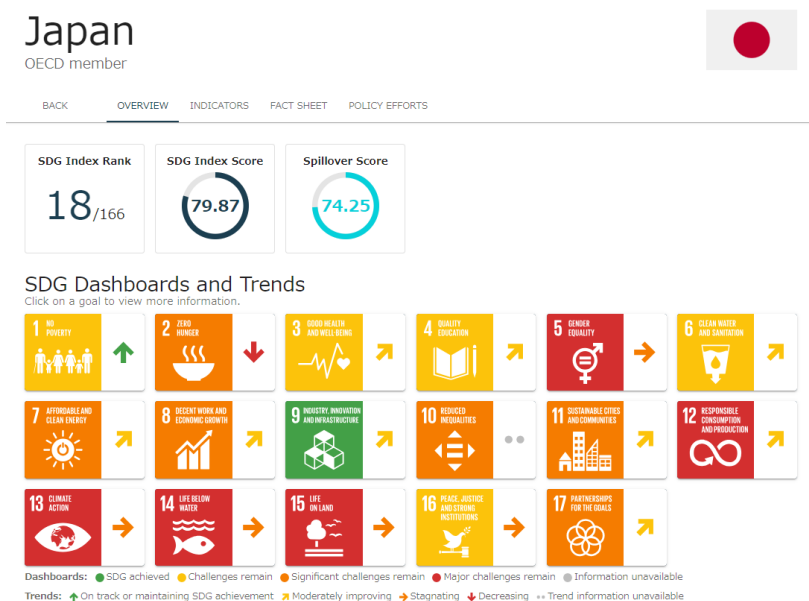 Japan
OECD member
BACK OVERVIEW INDICATORS FACT SHEET POLICY EFFORTS
SDG Index Rank
18/166
SDG Index Score
79.87
Spillover Score
74.25
SDG Dashboards and Trends
Click on a goal to view more information.
1 NO
POVERTY
2 ZERO
HUNGER
3 GOOD HEALTH
AND WELL-BEING
4 QUALITY
EDUCATION
5 GENDER
EQUALITY
6 CLEAN WATER
AND SANITATION
7 AFFORDABLE AND
CLEAN ENERGY
8 DECENT WORK AND
ECONOMIC GROWTH
9 INDUSTRY, INNOVATION
AND INFRASTRUCTURE
10 REDUCED
INEQUALITIES
11 SUSTAINABLE CITIES
AND COMMUNITIES
12 RESPONSIBLE
CONSUMPTION
AND PRODUCTION
13 CLIMATE
ACTION
14 LIFE BELOW
WATER
15 LIFE
ON LAND
16 PEACE, JUSTICE
AND STRONG
INSTITUTIONS
17 PARTNERSHIPS
FOR THE GOALS
Dashboards: SDG achieved Challenges remain Significant challenges remain Major challenges remain Information unavailable
Trends: On track or maintaining SDG achievement Moderately improving Stagnating Decreasing Trend information unavailable